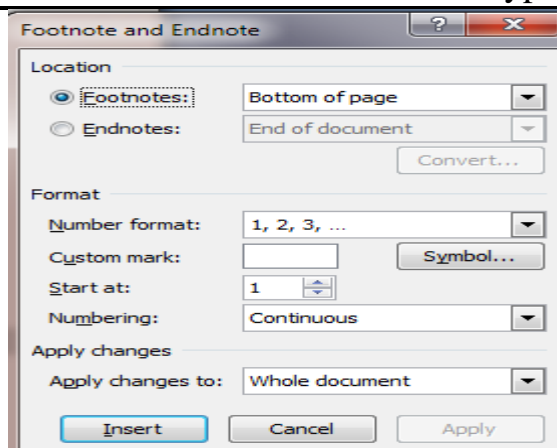 Footnote and Endnote ?
Location
Footnotes: Bottom of page
Endnotes: End of document
Convert...
Format
Number format: 1, 2, 3, ...
Custom mark: Symbol...
Start at: 1
Numbering: Continuous
Apply changes
Apply changes to: Whole document
Insert Cancel Apply